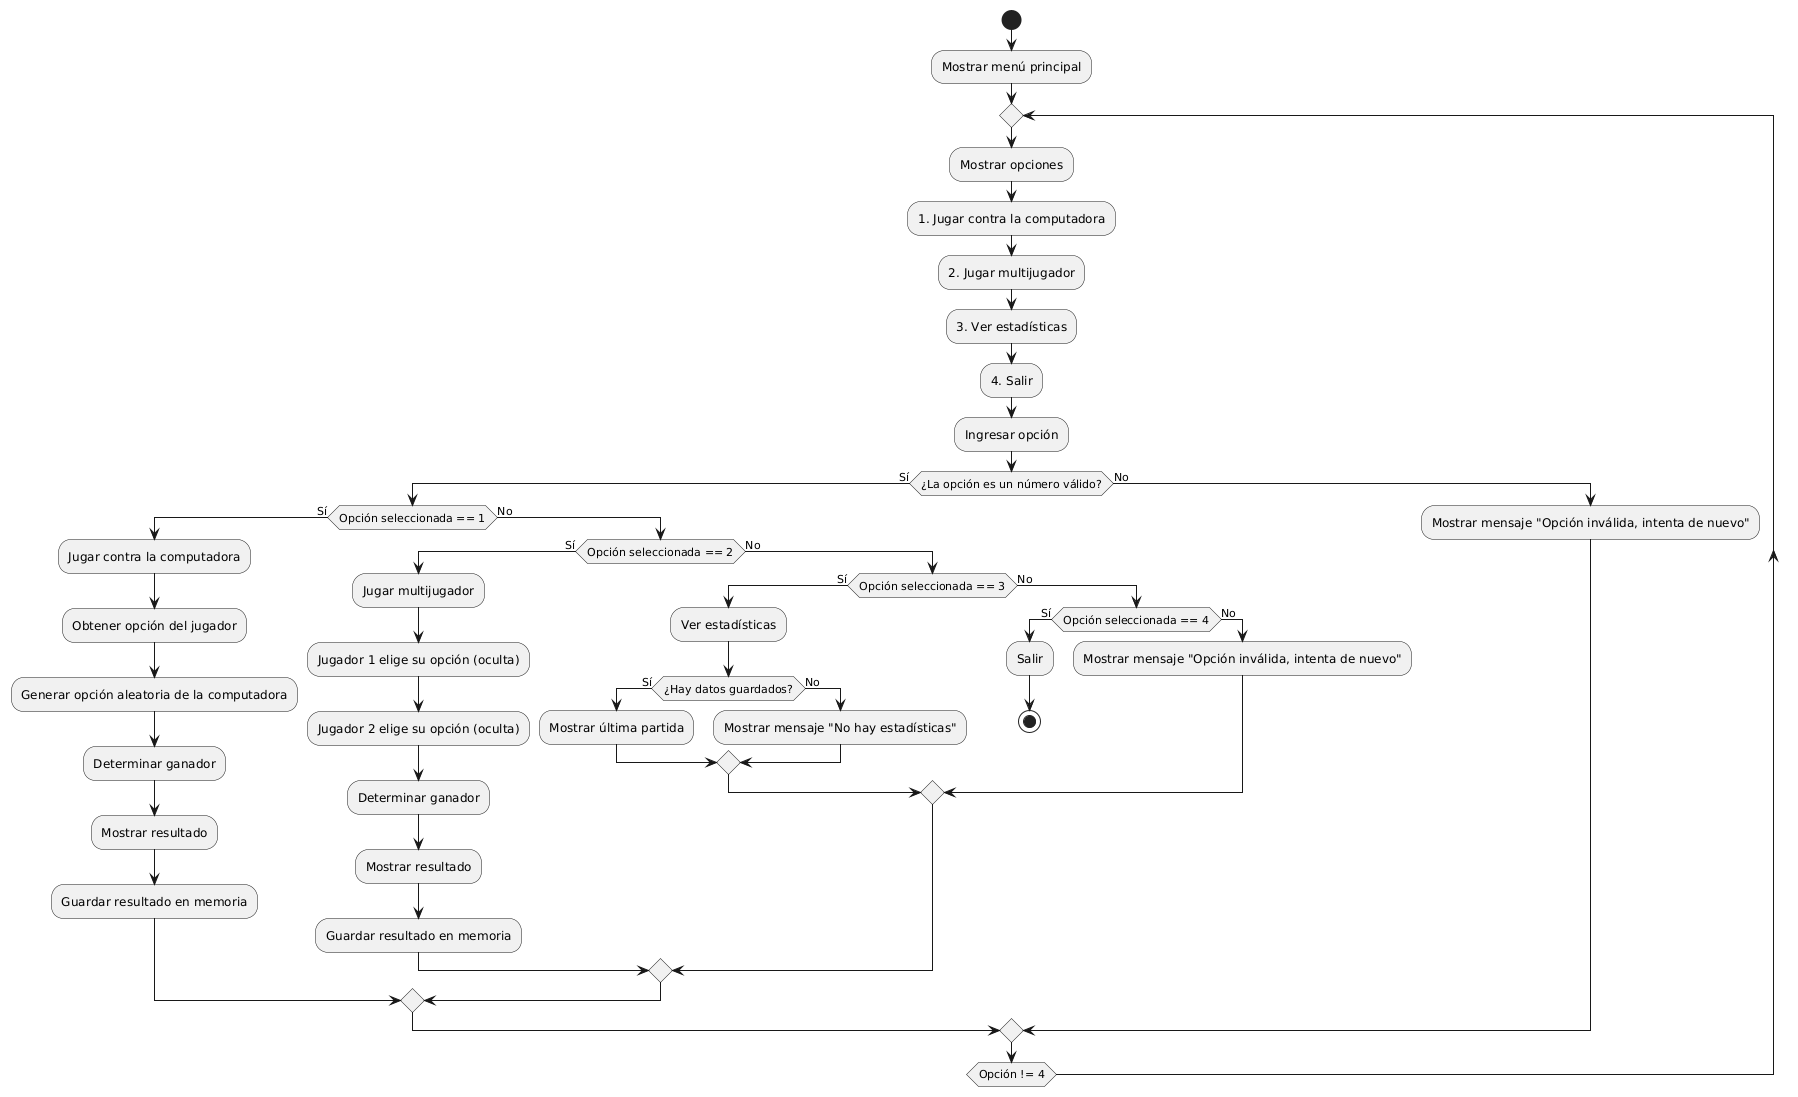 Mostrar menú principal
Mostrar opciones
1. Jugar contra la computadora
2. Jugar multijugador
3. Ver estadísticas
4. Salir
Ingresar opción
Sí
¿La opción es un número válido?
No
Sí
Opción seleccionada == 1
No
Jugar contra la computadora
Obtener opción del jugador
Generar opción aleatoria de la computadora
Determinar ganador
Mostrar resultado
Guardar resultado en memoria
Sí
Opción seleccionada == 2
No
Jugar multijugador
Jugador 1 elige su opción (oculta)
Jugador 2 elige su opción (oculta)
Determinar ganador
Mostrar resultado
Guardar resultado en memoria
Sí
Opción seleccionada == 3
No
Ver estadísticas
Sí
¿Hay datos guardados?
No
Mostrar última partida
Mostrar mensaje "No hay estadísticas"
Sí
Opción seleccionada == 4
No
Salir
Mostrar mensaje "Opción inválida, intenta de nuevo"
Mostrar mensaje "Opción inválida, intenta de nuevo"
Opción != 4